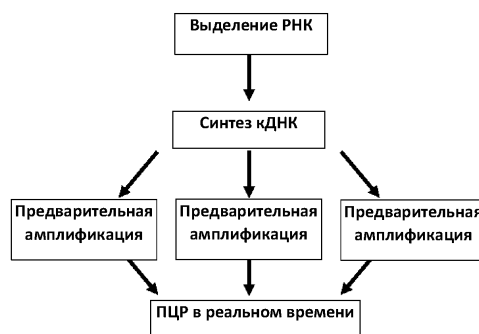 Выделение РНК
Синтез кДНК
Предварительная
амплификация
Предварительная
амплификация
Предварительная
амплификация
ПЦР в реальном времени